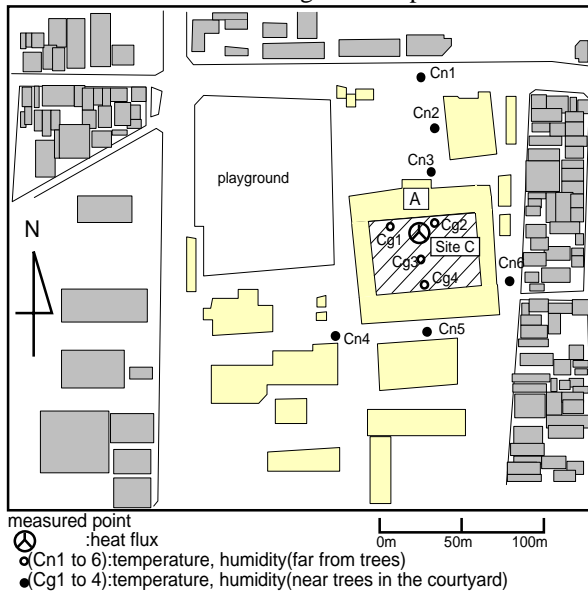 Cn1
Cn2
Cn3
playground
A
N
Cg1
Cg2
Site C
Cg3
Cg4
Cn6
Cn4
Cn5
measured point
:heat flux
(Cn1 to 6):temperature, humidity(far from trees)
(Cg1 to 4):temperature, humidity(near trees in the courtyard)
0m 50m 100m